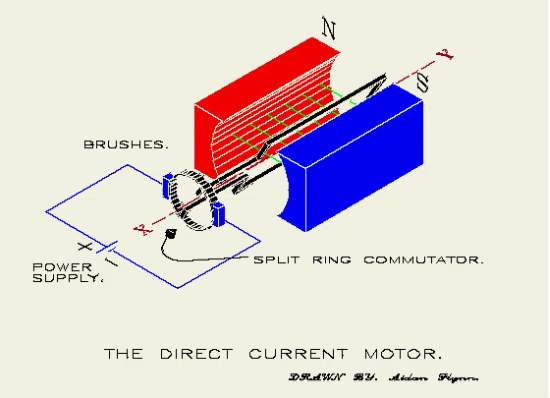 N
S
BRUSHES.
+
-
POWER
SUPPLY.
SPLIT RING COMMUTATOR.
THE DIRECT CURRENT MOTOR.
DRAWN BY. Aidan Flynn.